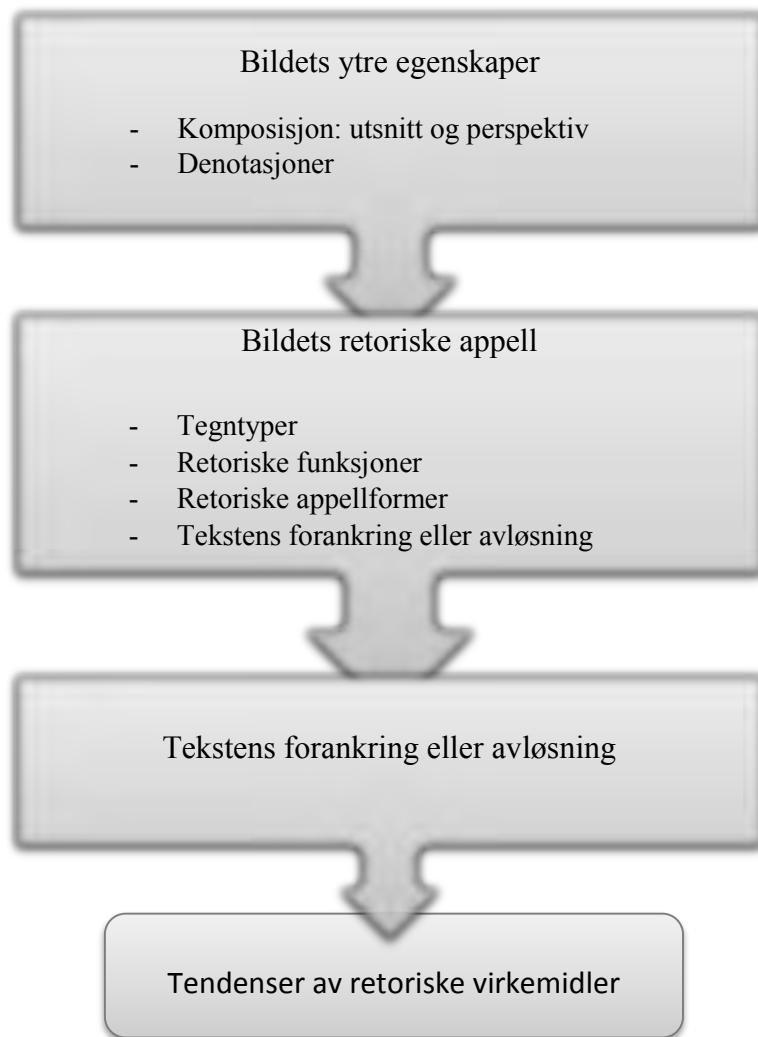 Bildets ytre egenskaper
- Komposisjon: utsnitt og perspektiv
- Denotasjoner
Bildets retoriske appell
- Tegntyper
- Retoriske funksjoner
- Retoriske appellformer
- Tekstens forankring eller avløsning
Tekstens forankring eller avløsning
Tendenser av retoriske virkemidler